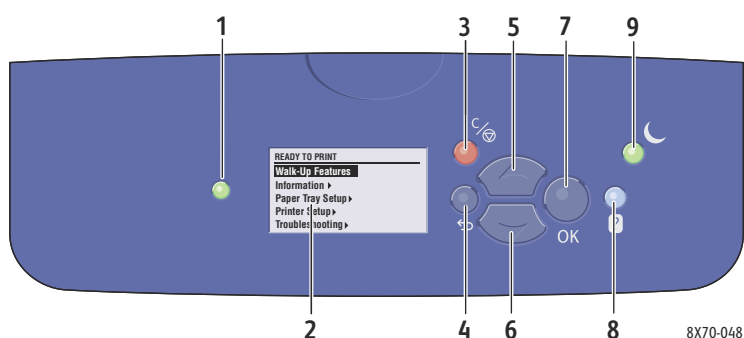 1
3
5
7
9
C/
READY TO PRINT
Walk-Up Features
Information
Paper Tray Setup
Printer Setup
Troubleshooting
OK
?
2
4
6
8
8X70-048